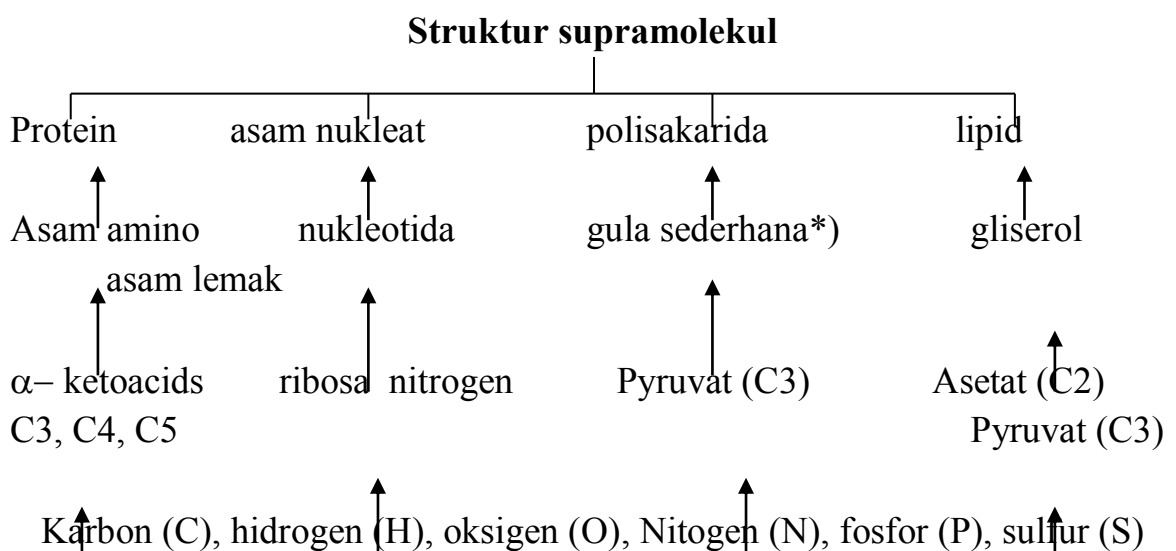 Struktur supramolekul
Protein asam nukleat polisakarida lipid
Asam amino nukleotida gula sederhana*) gliserol
asam lemak
α– ketoacids ribosa nitrogen Pyruvat (C3) Asetat (C2)
C3, C4, C5 Pyruvat (C3)
Karbon (C), hidrogen (H), oksigen (O), Nitogen (N), fosfor (P), sulfur (S)